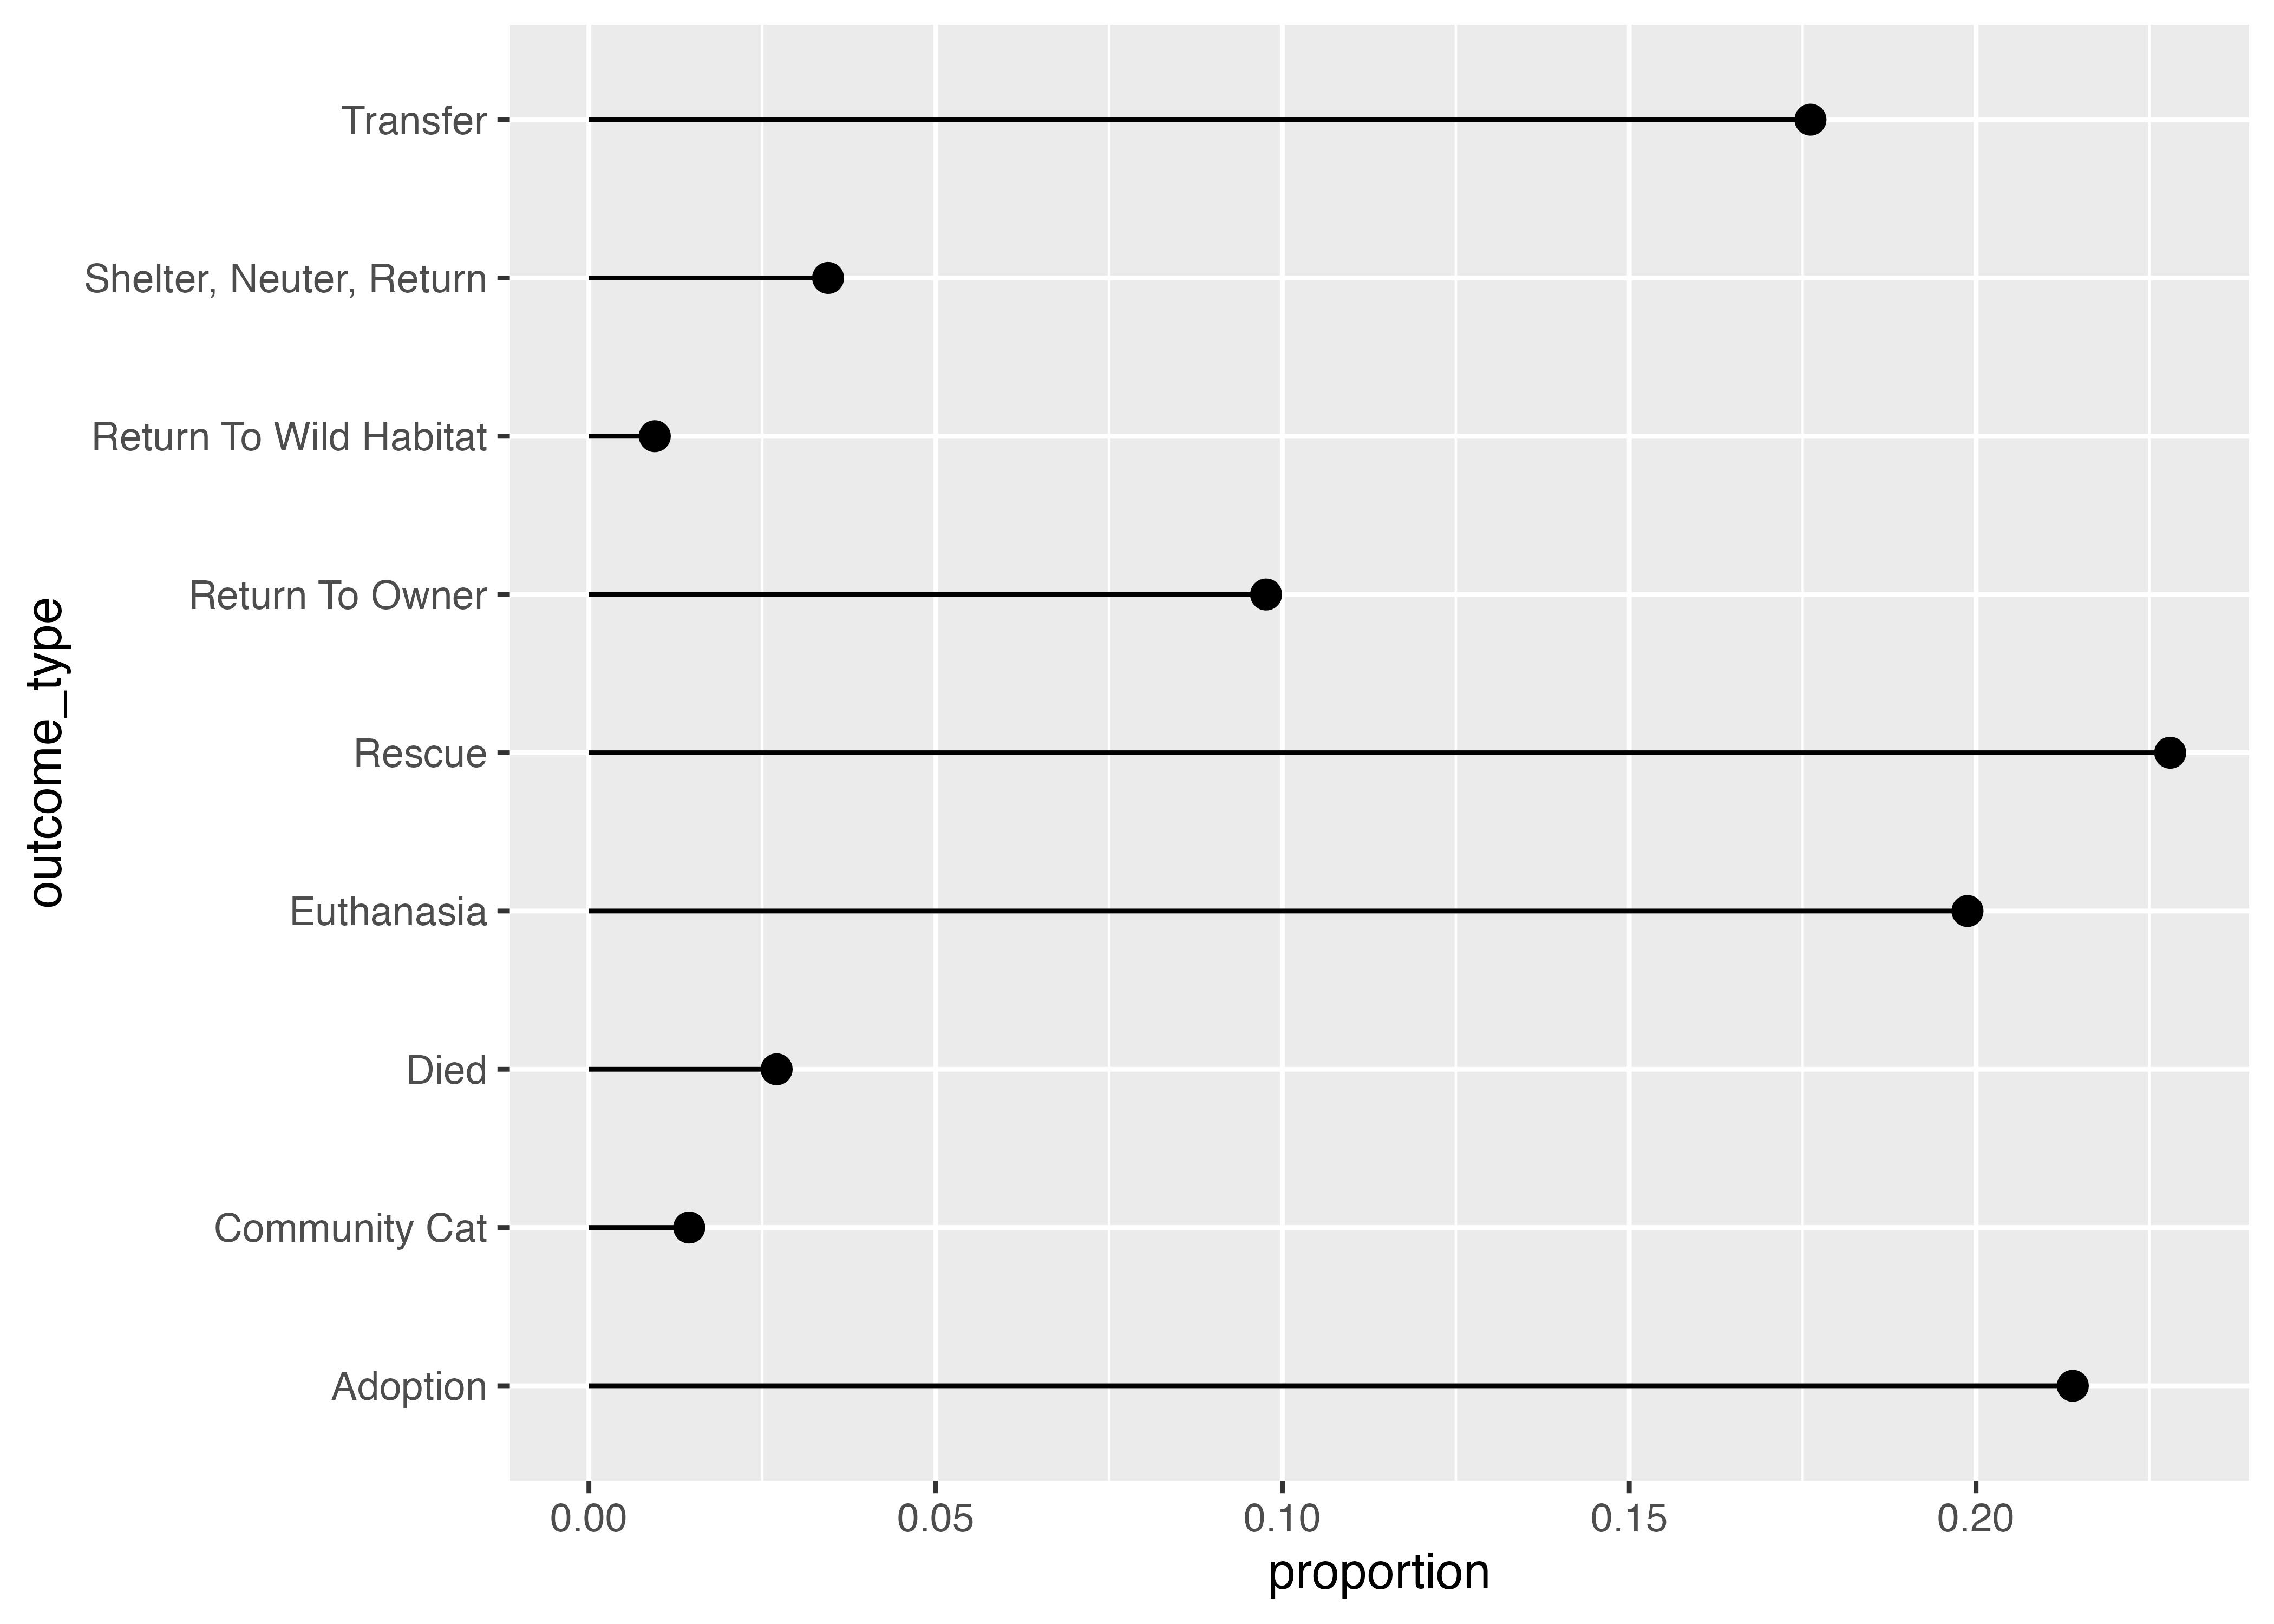 outcome_type
Transfer
Shelter, Neuter, Return
Return To Wild Habitat
Return To Owner
Rescue
Euthanasia
Died
Community Cat
Adoption
0.00 0.05 0.10 0.15 0.20
proportion